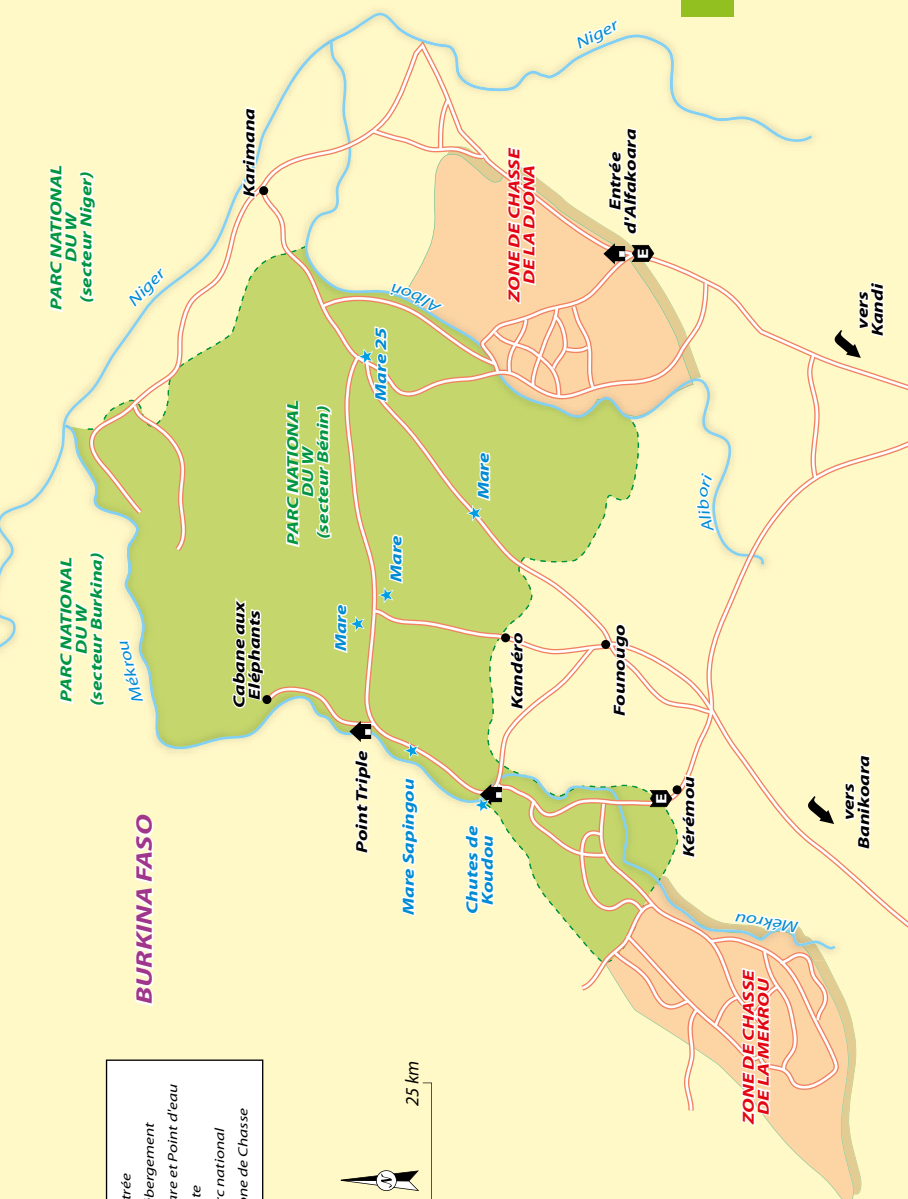 PARC NATIONAL
DU W
(secteur Burkina)
PARC NATIONAL
DU W
(secteur Niger)
BURKINA FASO
Mékrou
Niger
Niger
Karimana
Cabane aux
Eléphants
PARC NATIONAL
DU W
(secteur Bénin)
Point Triple
Mare
Mare
Mare 25
Alibori
Mare Sapingou
Mare
Chutes de
Koudou
Kandéro
ZONE DE CHASSE
DE LA DJONA
Founougo
Entrée
d'Alfakoara
E
E
Kérémou
Alibori
Mékrou
ZONE DE CHASSE
DE LA MEKROU
vers
Banikoara
vers
Kandi
trée
bergement
are et Point d'eau
te
rc national
one de Chasse
N
25 km